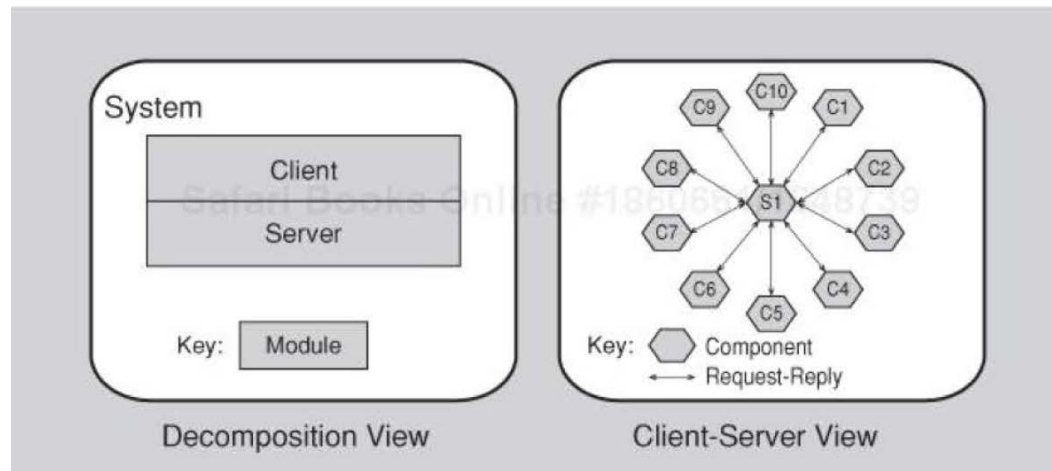 System
Client
Server
Key: Module
Decomposition View
C10
C9
C1
C8
C2
S1
C7
C3
C6
C4
C5
Key: Component
Request-Reply
Client-Server View